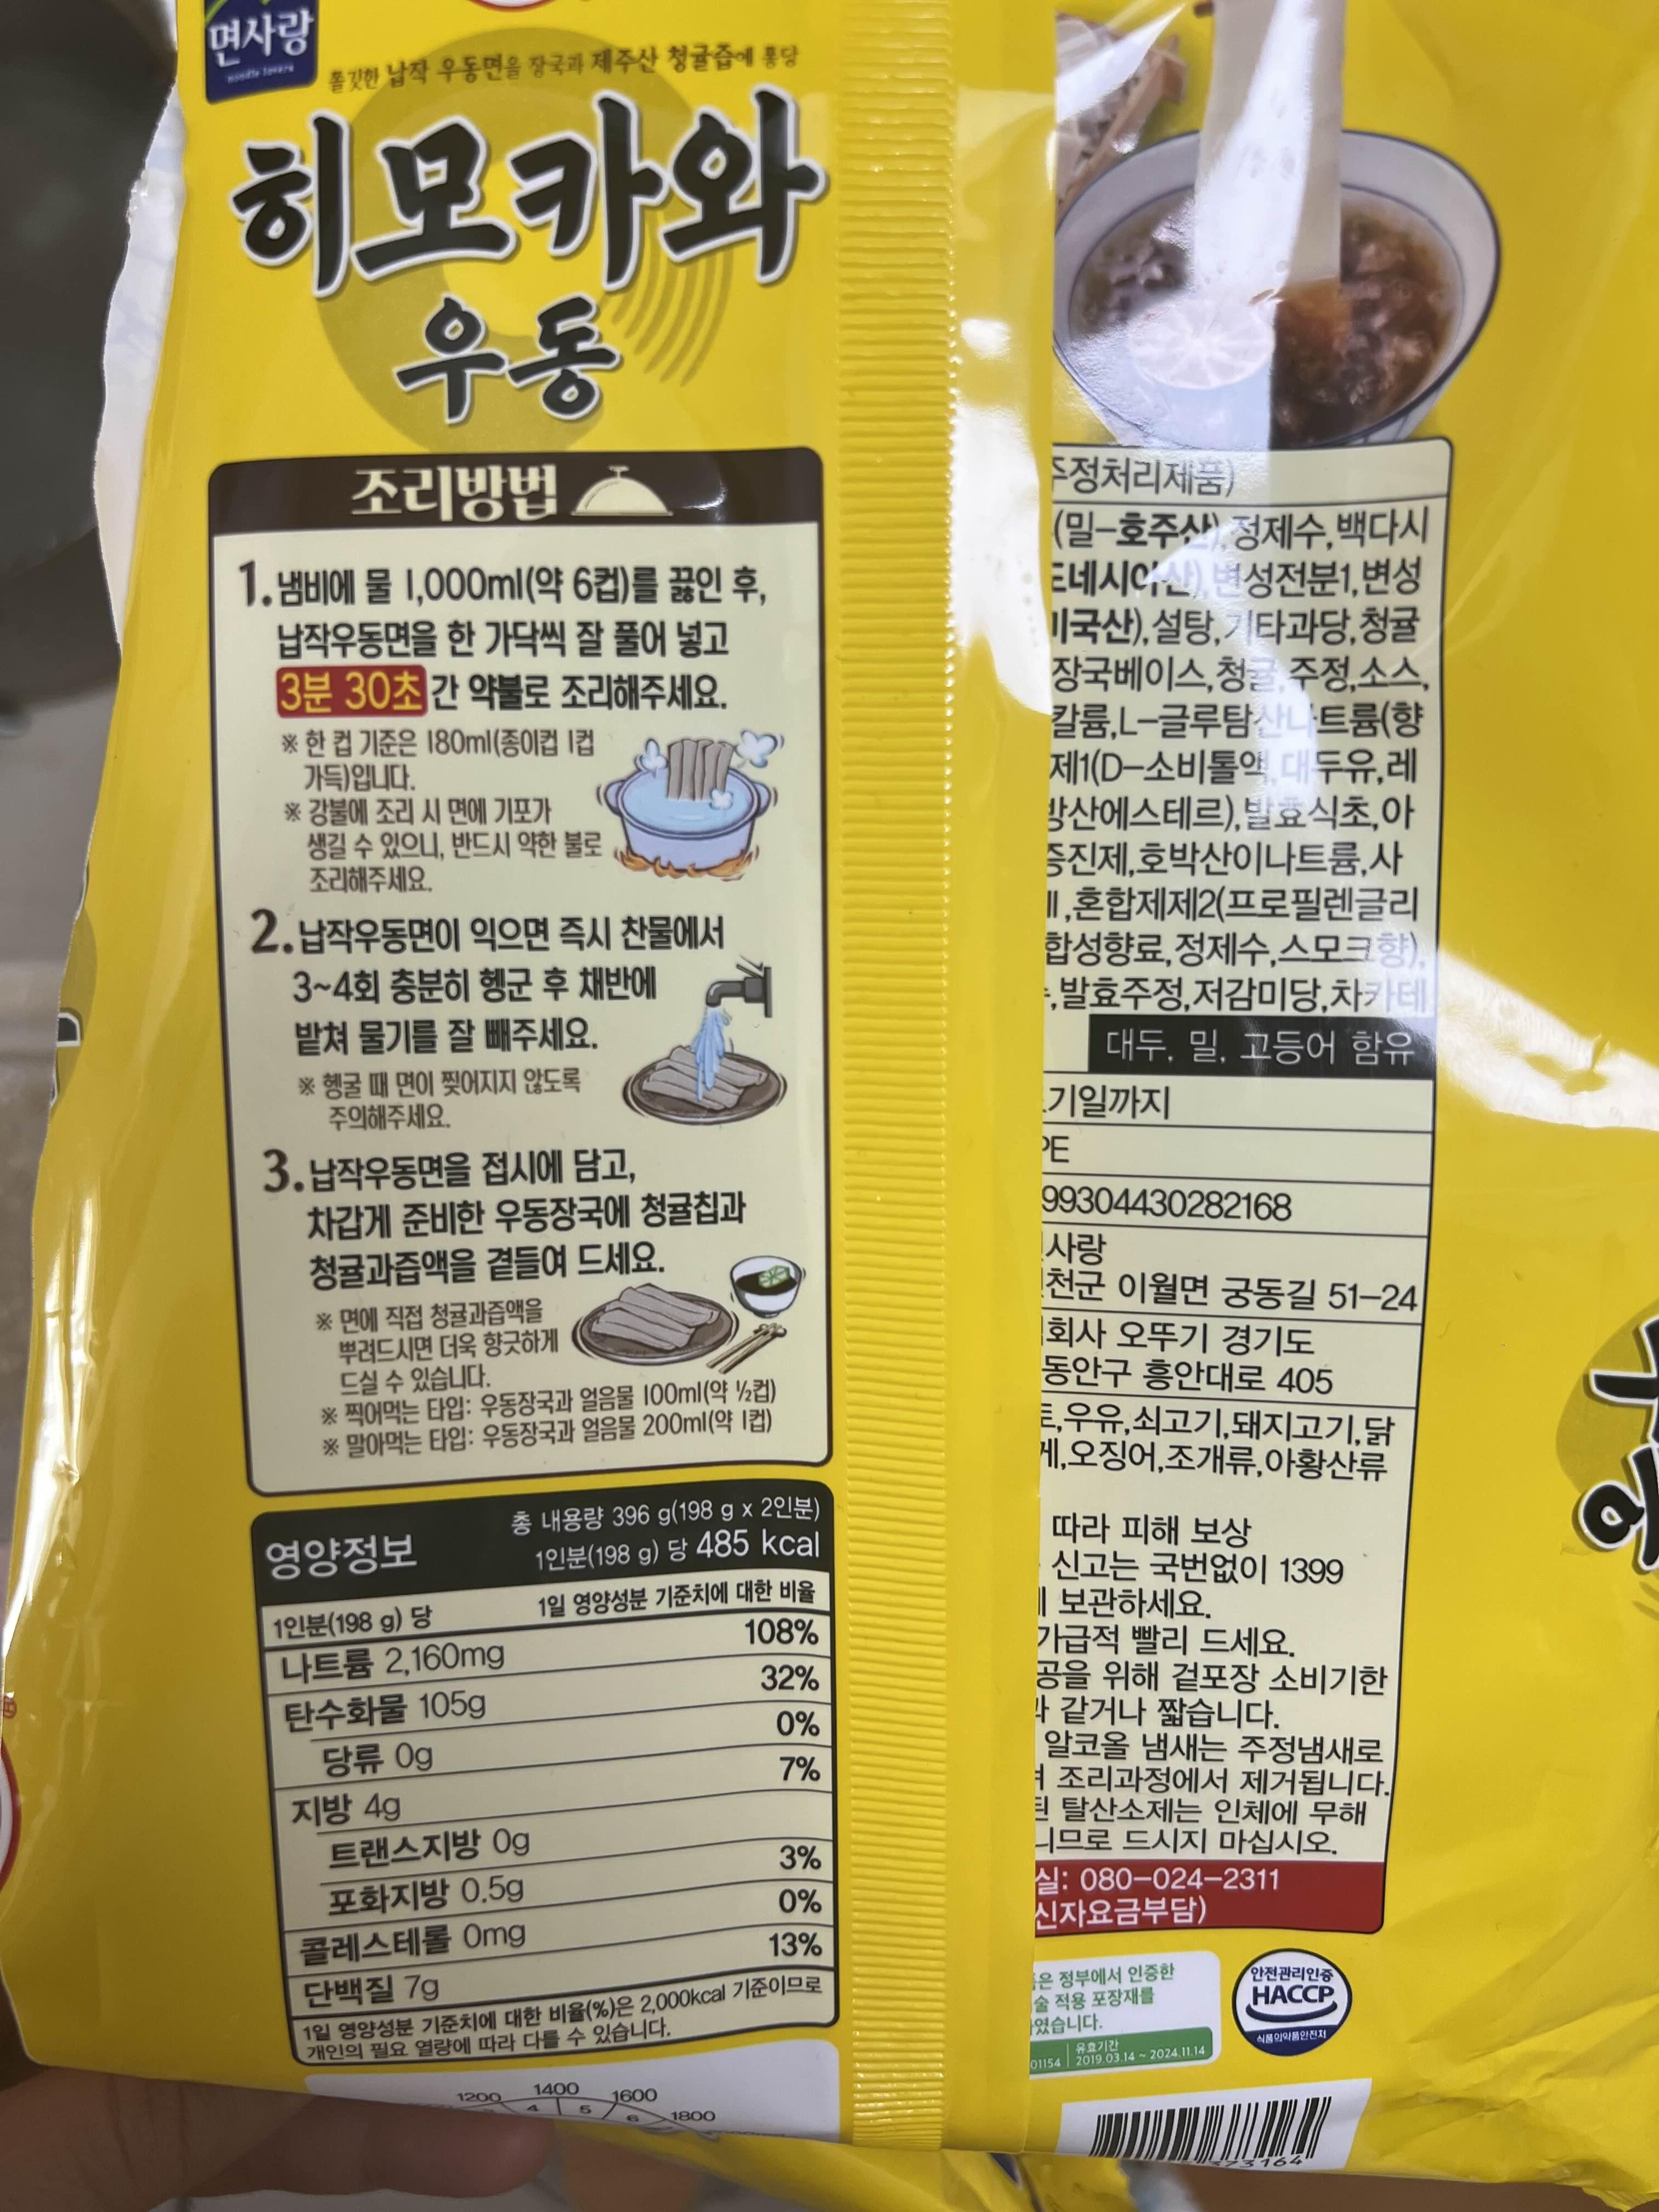 면사랑
noodle lovers
쫄깃한 납작 우동면을 장국과 제주산 청귤즙에 퐁당
히모카와
우동
조리방법
1. 냄비에 물 1,000ml(약 6컵)를 끓인 후,
납작우동면을 한 가닥씩 잘 풀어 넣고
3분 30초 간 약불로 조리해주세요.
※ 한 컵 기준은 180ml(종이컵 1컵
가득)입니다.
※ 강불에 조리 시 면에 기포가
생길 수 있으니, 반드시 약한 불로
조리해주세요.
2. 납작우동면이 익으면 즉시 찬물에서
3~4회 충분히 헹군 후 채반에
밭쳐 물기를 잘 빼주세요.
※ 헹굴 때 면이 찢어지지 않도록
주의해주세요.
3. 납작우동면을 접시에 담고,
차갑게 준비한 우동장국에 청귤칩과
청귤과즙액을 곁들여 드세요.
※ 면에 직접 청귤과즙액을
뿌려드시면 더욱 향긋하게
드실 수 있습니다.
※ 찍어먹는 타입: 우동장국과 얼음물 100ml(약 ½컵)
※ 말아먹는 타입: 우동장국과 얼음물 200ml(약 1컵)
영양정보
총 내용량 396 g(198 g x 2인분)
1인분(198 g) 당 485 kcal
1인분(198 g) 당 1일 영양성분 기준치에 대한 비율
나트륨 2,160mg 108%
탄수화물 105g 32%
당류 0g 0%
지방 4g 7%
트랜스지방 0g
포화지방 0.5g 3%
콜레스테롤 0mg 0%
단백질 7g 13%
1일 영양성분 기준치에 대한 비율(%)은 2,000kcal 기준이므로
개인의 필요 열량에 따라 다를 수 있습니다.
1200 1400 1600 1800
4 5 6
주정처리제품)
(밀-호주산),정제수,백다시
도네시아산),변성전분1,변성
미국산),설탕,기타과당,청귤
장국베이스,청귤,주정,소스,
칼륨,L-글루탐산나트륨(향
제1(D-소비톨액,대두유,레
방산에스테르),발효식초,아
증진제,호박산이나트륨,사
,혼합제제2(프로필렌글리
합성향료,정제수,스모크향),
,발효주정,저감미당,차카테
대두, 밀, 고등어 함유
기일까지
PE
99304430282168
사랑
천군 이월면 궁동길 51-24
회사 오뚜기 경기도
동안구 흥안대로 405
,우유,쇠고기,돼지고기,닭
게,오징어,조개류,아황산류
따라 피해 보상
신고는 국번없이 1399
보관하세요.
가급적 빨리 드세요.
공을 위해 겉포장 소비기한
과 같거나 짧습니다.
알코올 냄새는 주정냄새로
며 조리과정에서 제거됩니다.
된 탈산소제는 인체에 무해
니므로 드시지 마십시오.
실: 080-024-2311
신자요금부담)
은 정부에서 인증한
술 적용 포장재를
였습니다.
01154
유효기간
2019.03.14 ~ 2024.11.14
안전관리인증
HACCP
식품의약품안전처
373164